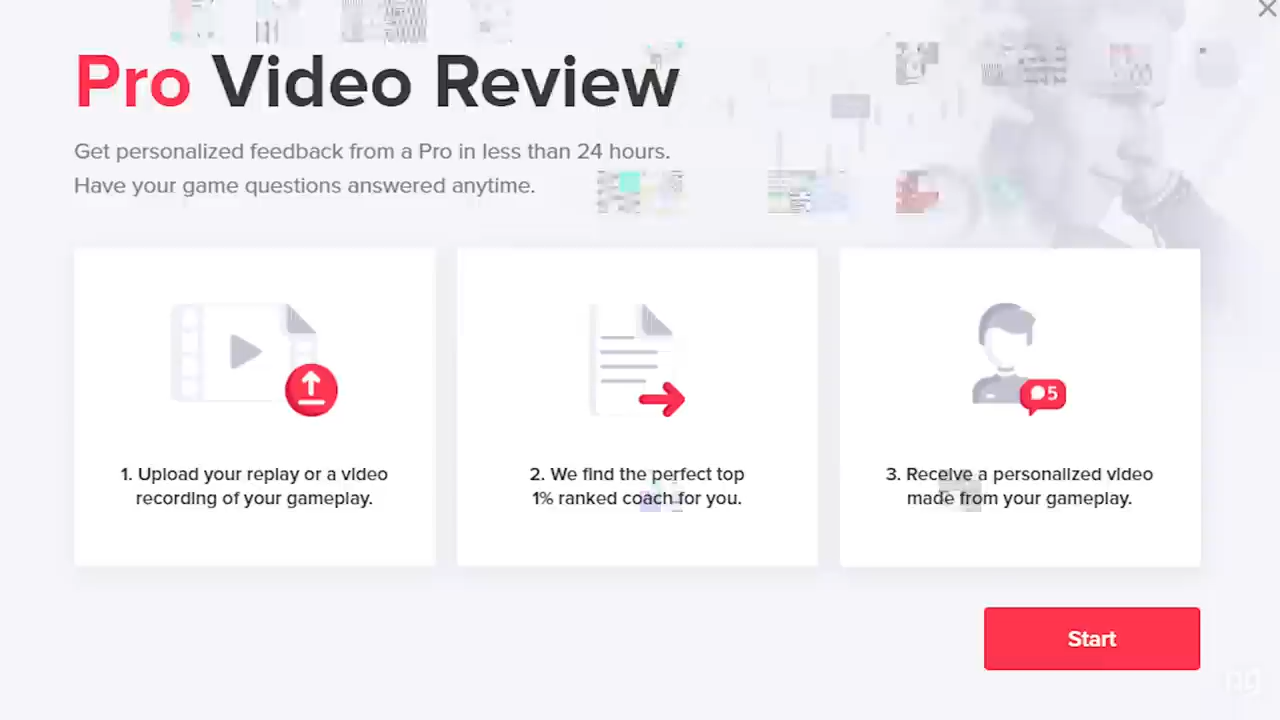 Pro Video Review
Get personalized feedback from a Pro in less than 24 hours.
Have your game questions answered anytime.
1. Upload your replay or a video
recording of your gameplay.
2. We find the perfect top
1% ranked coach for you.
5
3. Receive a personalized video
made from your gameplay.
Start